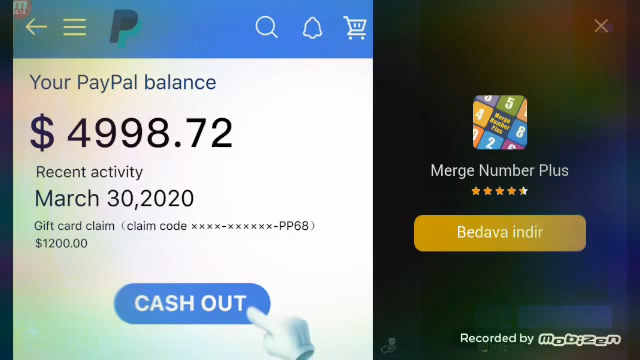 Your PayPal balance
$ 4998.72
Recent activity
March 30,2020
Gift card claim（claim code ××××-××××××-PP68）
$1200.00
CASH OUT
Merge Number Plus
Bedava indir
Recorded by Mobizen